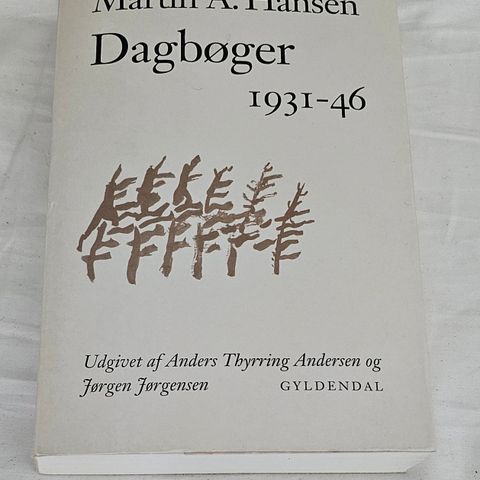 Martin A. Hansen
Dagbøger
1931-46
Udgivet af Anders Thyrring Andersen og
Jørgen Jørgensen GYLDENDAL